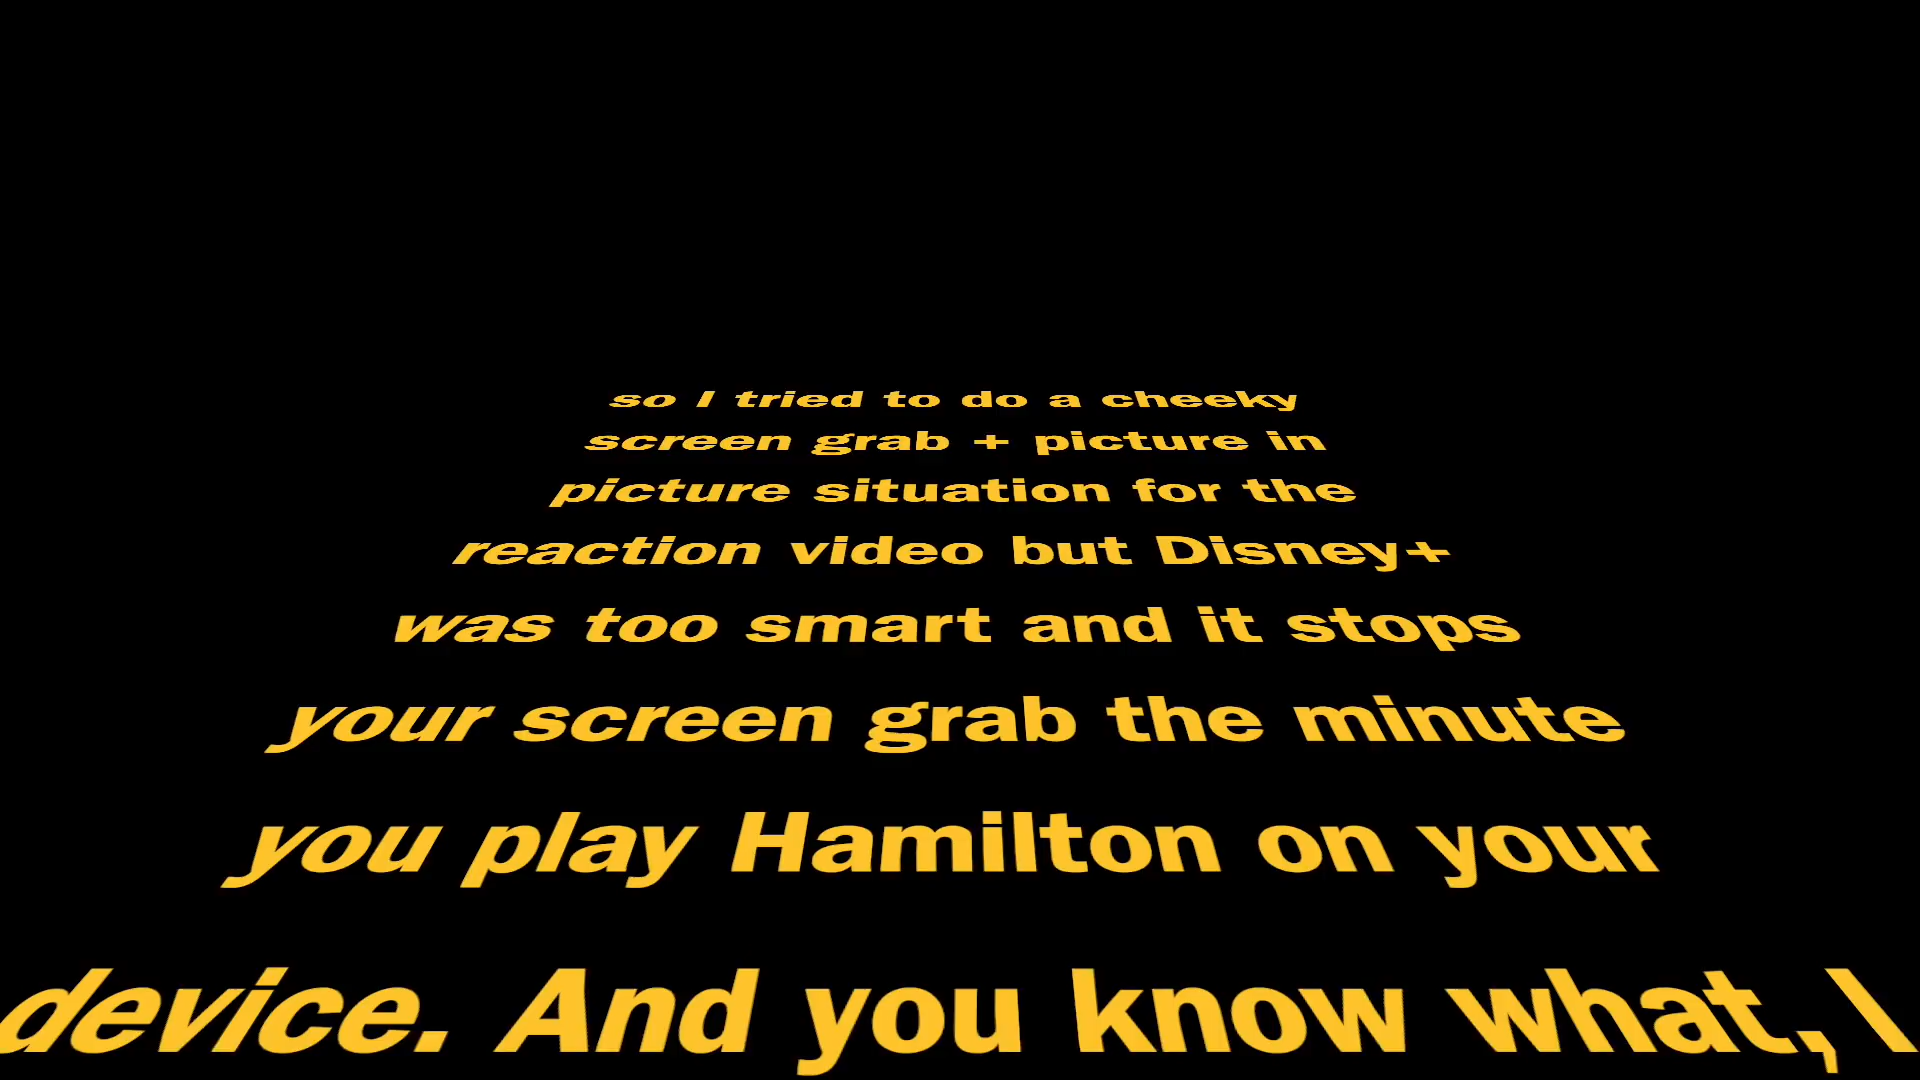 so I tried to do a cheeky
screen grab + picture in
picture situation for the
reaction video but Disney+
was too smart and it stops
your screen grab the minute
you play Hamilton on your
device. And you know what, I